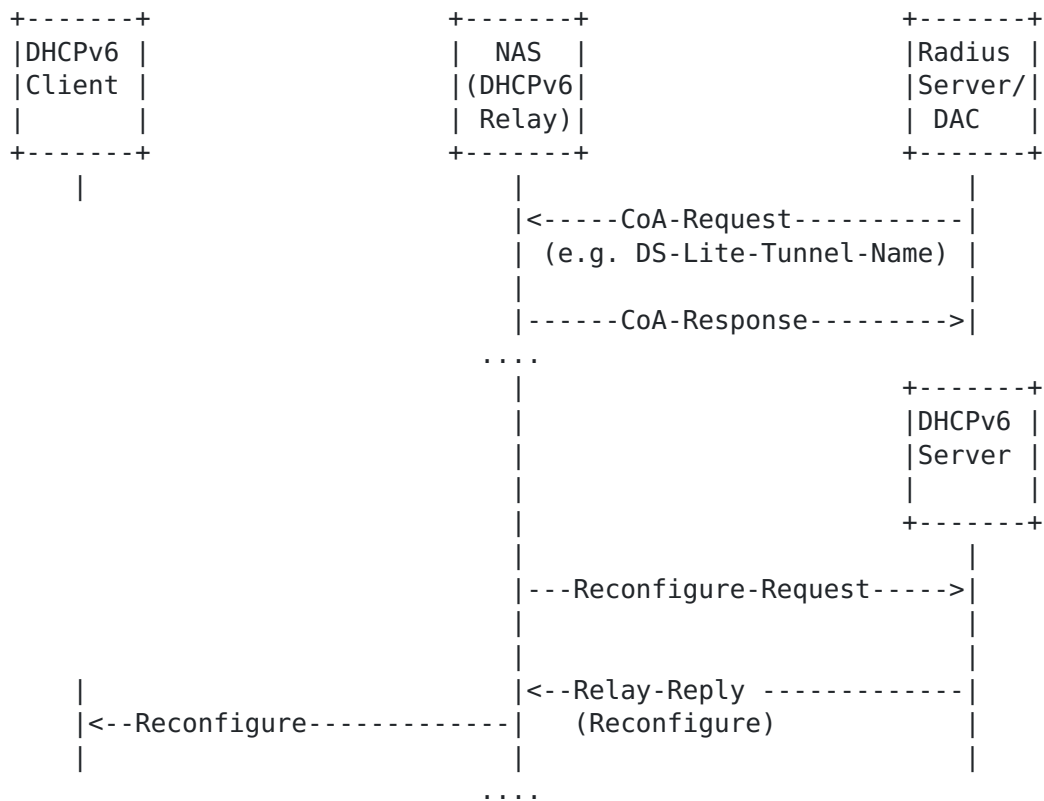 +-------+                   +-------+                    +-------+
|DHCPv6 |                   |  NAS  |                    |Radius |
|Client |                   |(DHCPv6|                    |Server/|
|       |                   | Relay)|                    | DAC   |
+-------+                   +-------+                    +-------+
    |                           |                            |
                                |<-----CoA-Request-----------|
                                | (e.g. DS-Lite-Tunnel-Name) |
                                |                            |
                                |------CoA-Response--------->|
                              ....
                                |                        +-------+
                                |                        |DHCPv6 |
                                |                        |Server |
                                |                        |       |
                                |                        +-------+
                                |                            |
                                |---Reconfigure-Request----->|
                                |                            |
                                |                            |
    |                           |<--Relay-Reply -------------|
    |<--Reconfigure-------------|   (Reconfigure)            |
    |                           |                            |
                              ....